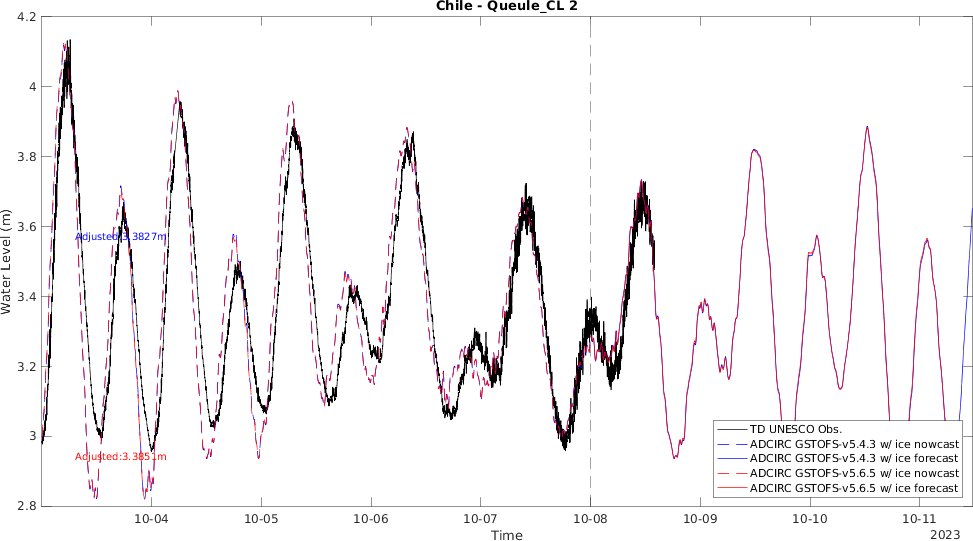 Chile - Queule_CL 2
Water Level (m)
4.2
4
3.8
3.6
3.4
3.2
3
2.8
Adjusted:3.3827m
Adjusted:3.3851m
TD UNESCO Obs.
ADCIRC GSTOFS-v5.4.3 w/ ice nowcast
ADCIRC GSTOFS-v5.4.3 w/ ice forecast
ADCIRC GSTOFS-v5.6.5 w/ ice nowcast
ADCIRC GSTOFS-v5.6.5 w/ ice forecast
10-04 10-05 10-06 10-07 10-08 10-09 10-10 10-11
Time
2023